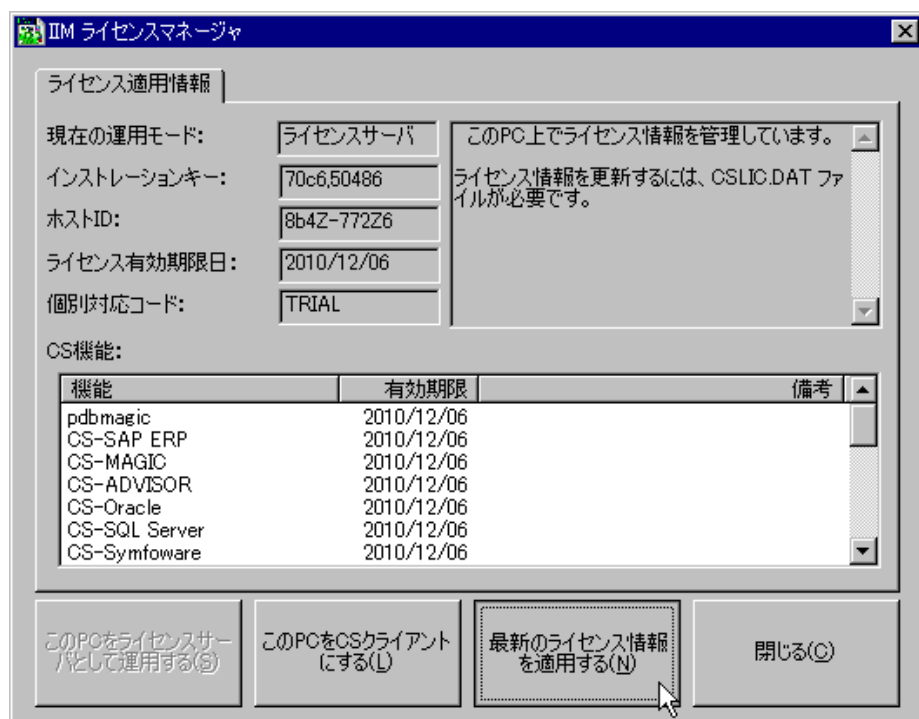 IIM ライセンスマネージャ
ライセンス適用情報
現在の運用モード:
ライセンスサーバ
インストレーションキー:
70c6,50486
ホストID:
8b4Z-772Z6
ライセンス有効期限日:
2010/12/06
個別対応コード:
TRIAL
このPC上でライセンス情報を管理しています。
ライセンス情報を更新するには、CSLIC.DAT ファ
イルが必要です。
CS機能:
機能 有効期限 備考
pdbmagic 2010/12/06
CS-SAP ERP 2010/12/06
CS-MAGIC 2010/12/06
CS-ADVISOR 2010/12/06
CS-Oracle 2010/12/06
CS-SQL Server 2010/12/06
CS-Symfoware 2010/12/06
このPCをライセンスサー
バとして運用する(S)
このPCをCSクライアント
にする(L)
最新のライセンス情報
を適用する(N)
閉じる(C)